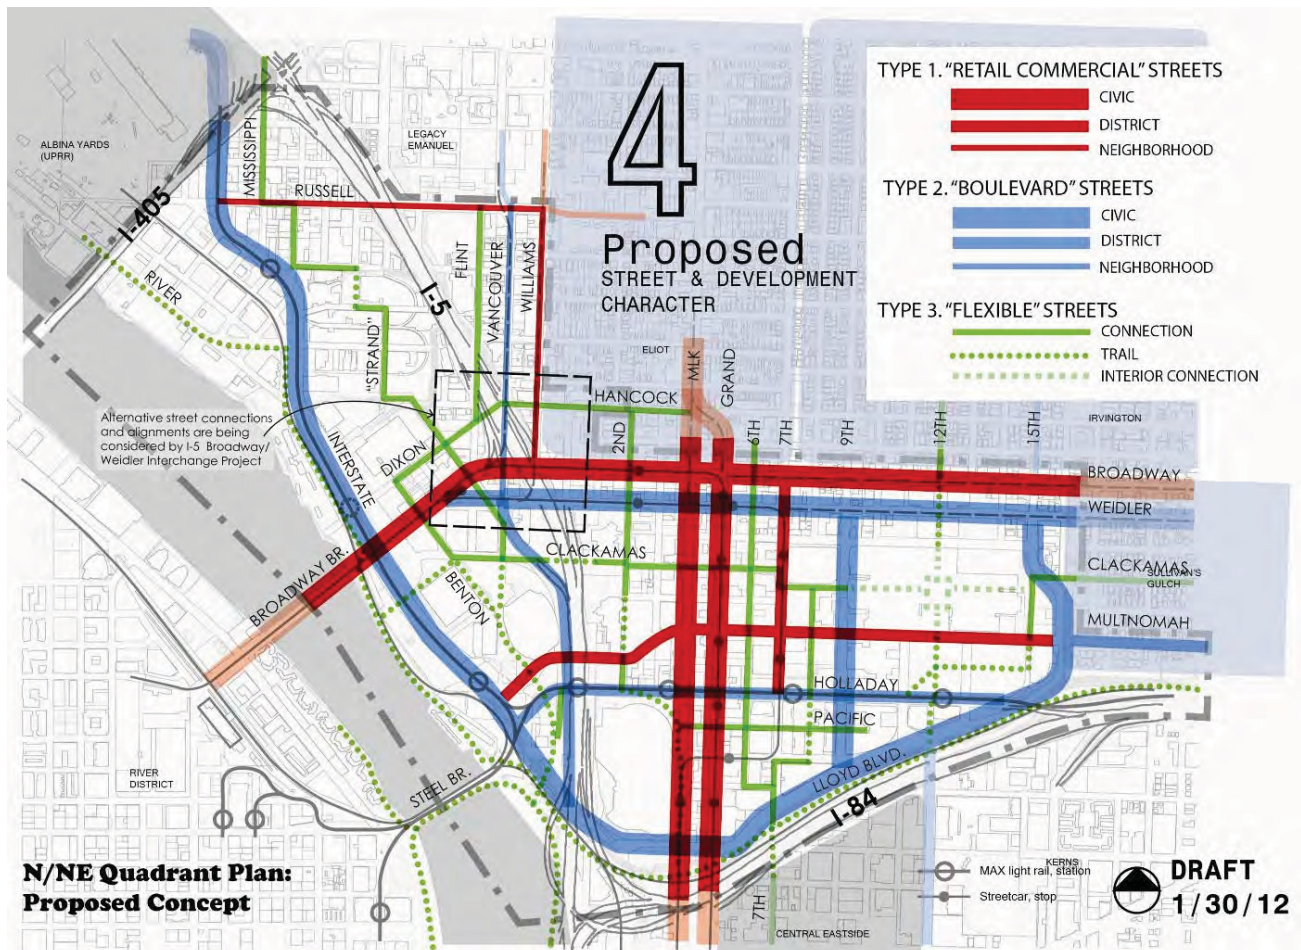 4
Proposed
STREET & DEVELOPMENT
CHARACTER
TYPE 1. "RETAIL COMMERCIAL" STREETS
CIVIC
DISTRICT
NEIGHBORHOOD
TYPE 2. "BOULEVARD" STREETS
CIVIC
DISTRICT
NEIGHBORHOOD
TYPE 3. "FLEXIBLE" STREETS
CONNECTION
TRAIL
INTERIOR CONNECTION
ALBINA YARDS
(UPRR)
LEGACY
EMANUEL
MISSISSIPPI
RUSSELL
I-405
RIVER
FLINT
VANCOUVER
WILLIAMS
I-5
"STRAND"
ELIOT
MLK
GRAND
HANCOCK
2ND
6TH
7TH
9TH
12TH
15TH
IRVINGTON
Alternative street connections
and alignments are being
considered by I-5 Broadway/
Weidler Interchange Project
DIXON
INTERSTATE
BROADWAY
WEIDLER
CLACKAMAS
CLACKAMAS
SULLIVAN'S
GULCH
BROADWAY BR.
BENTON
MULTNOMAH
HOLLADAY
PACIFIC
RIVER
DISTRICT
STEEL BR.
LLOYD BLVD.
I-84
7TH
CENTRAL EASTSIDE
KERNS
MAX light rail, station
Streetcar, stop
N/NE Quadrant Plan:
Proposed Concept
DRAFT
1/30/12